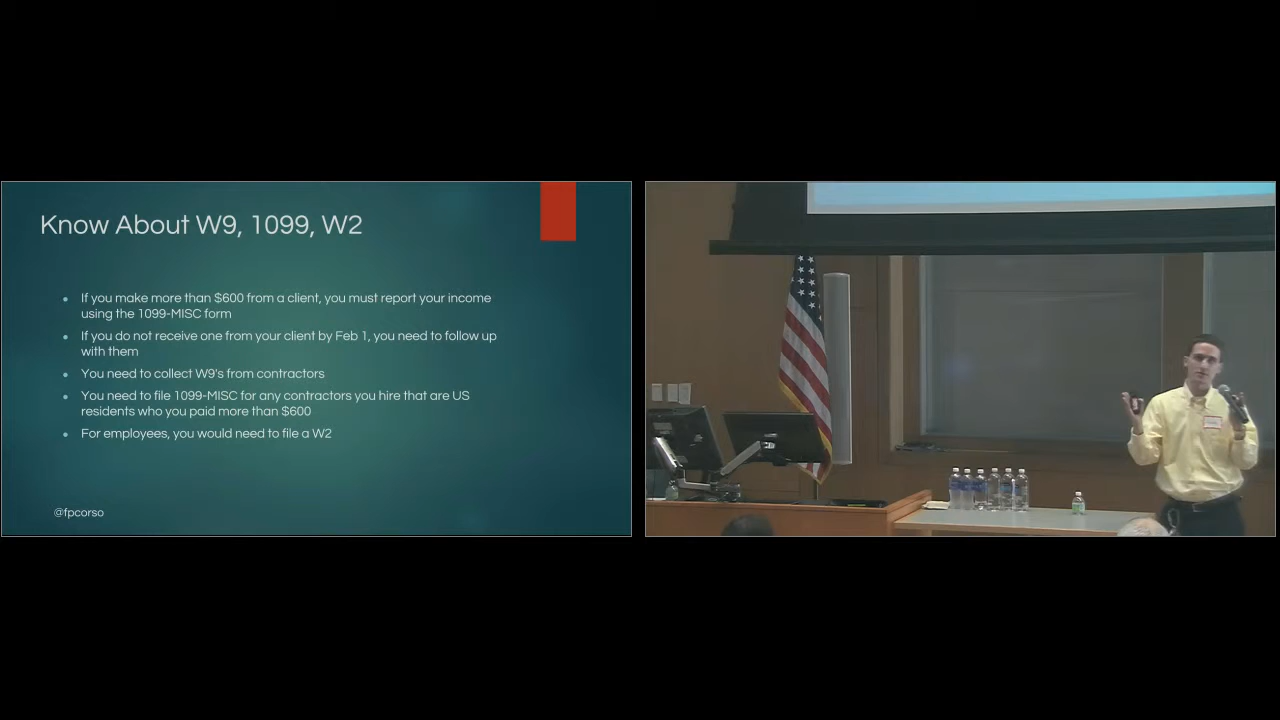 Know About W9, 1099, W2
If you make more than $600 from a client, you must report your income
using the 1099-MISC form
If you do not receive one from your client by Feb 1, you need to follow up
with them
You need to collect W9's from contractors
You need to file 1099-MISC for any contractors you hire that are US
residents who you paid more than $600
For employees, you would need to file a W2
@fpcorso